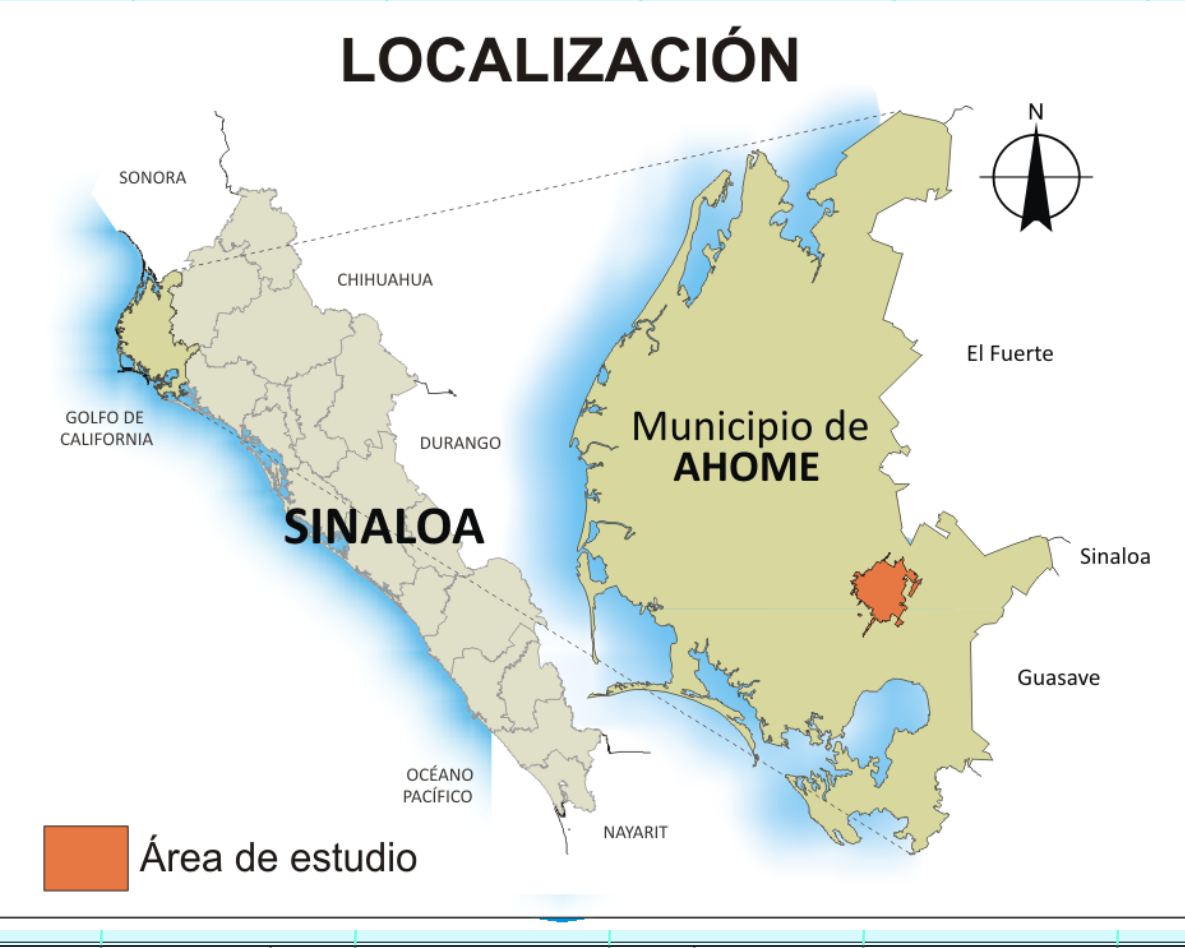 LOCALIZACIÓN
N
SONORA
CHIHUAHUA
El Fuerte
GOLFO DE
CALIFORNIA
DURANGO
Municipio de
AHOME
SINALOA
Sinaloa
Guasave
OCÉANO
PACÍFICO
NAYARIT
Área de estudio